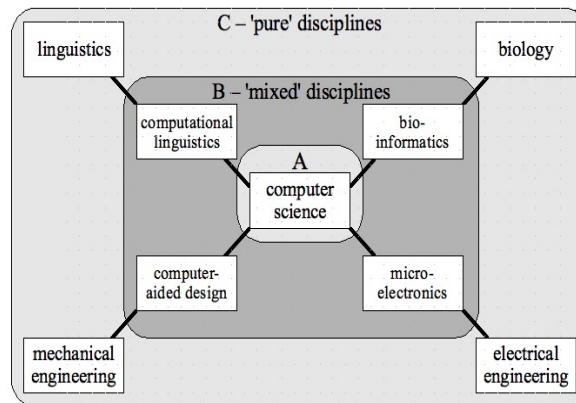 C – 'pure' disciplines
linguistics
biology
B – 'mixed' disciplines
computational
linguistics
bio-
informatics
A
computer
science
computer-
aided design
micro-
electronics
mechanical
engineering
electrical
engineering